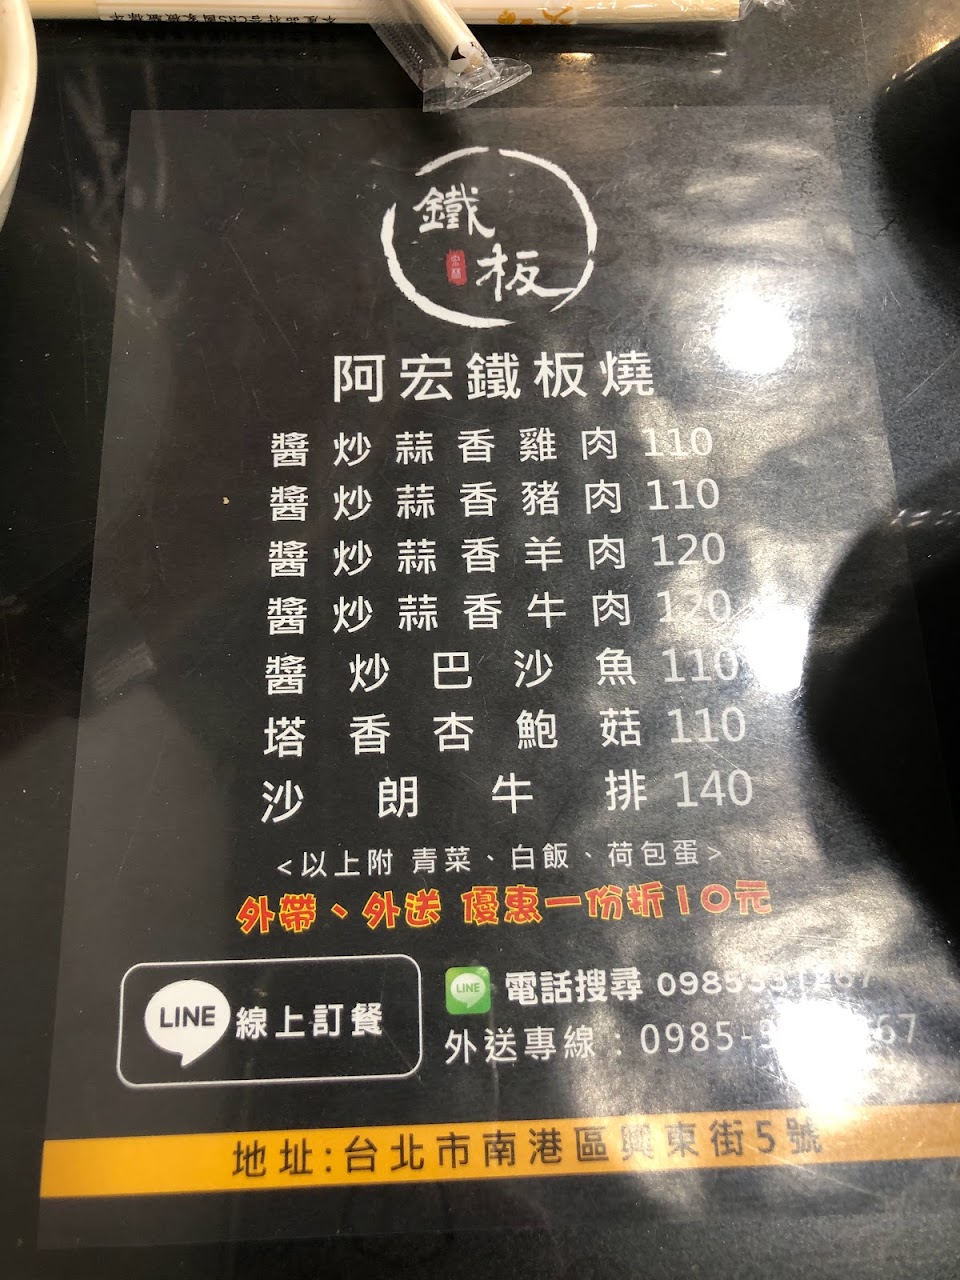 鐵
板
阿宏鐵板燒
醬炒蒜香雞肉 110
醬炒蒜香豬肉 110
醬炒蒜香羊肉 120
醬炒蒜香牛肉 120
醬炒巴沙魚 110
塔香杏鮑菇 110
沙朗牛排 140
<以上附 青菜、白飯、荷包蛋>
外帶、外送 優惠一份折10元
LINE 線上訂餐
LINE 電話搜尋
外送專線:
地址:台北市南港區興東街5號